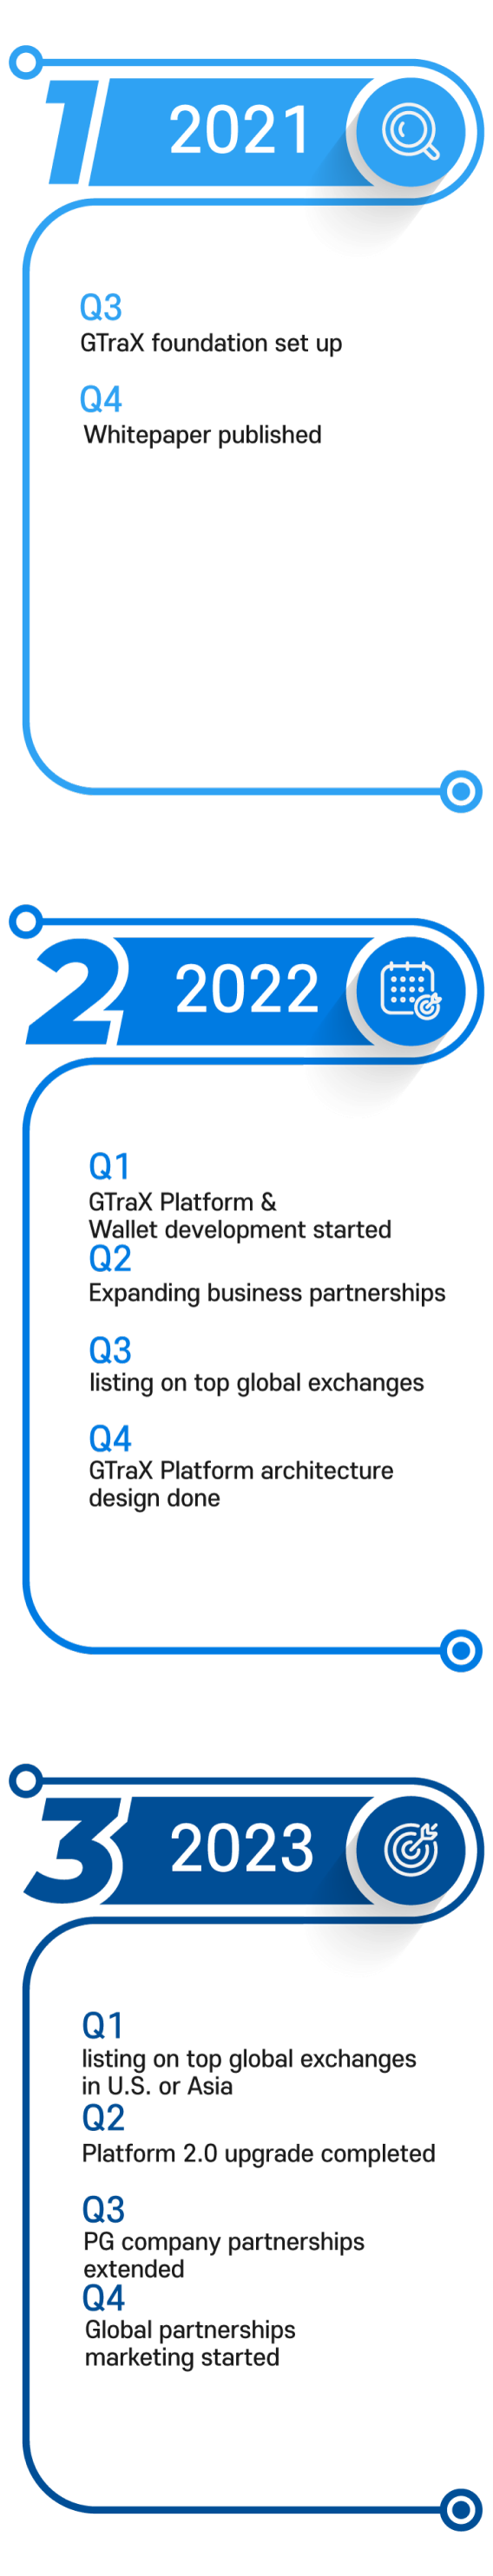 1 2021
Q3
GTraX foundation set up
Q4
Whitepaper published
2 2022
Q1
GTraX Platform &
Wallet development started
Q2
Expanding business partnerships
Q3
listing on top global exchanges
Q4
GTraX Platform architecture
design done
3 2023
Q1
listing on top global exchanges
in U.S. or Asia
Q2
Platform 2.0 upgrade completed
Q3
PG company partnerships
extended
Q4
Global partnerships
marketing started